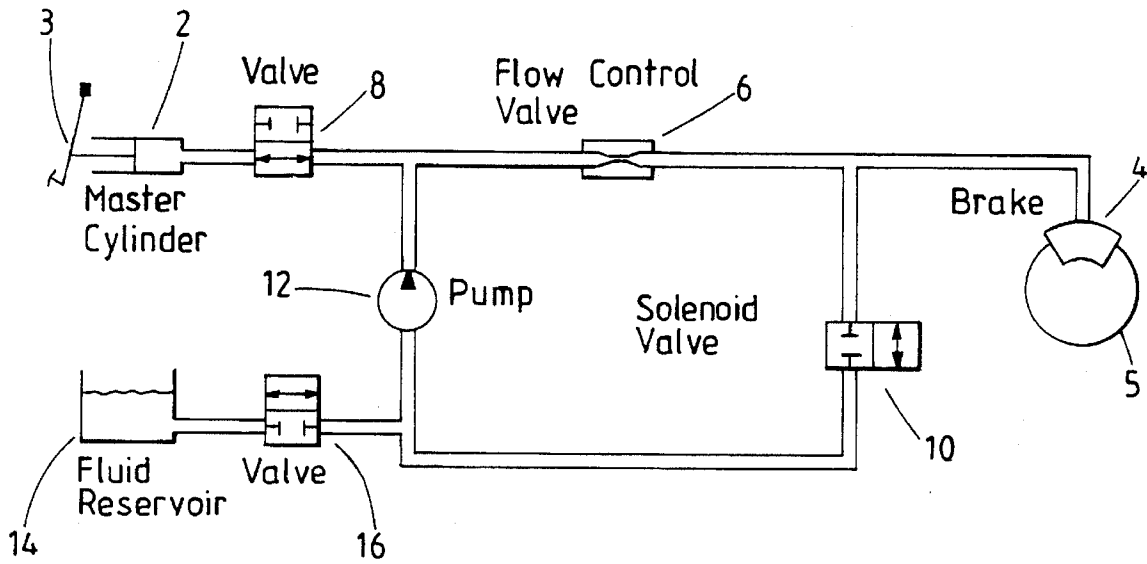 3
2
Valve
8
Flow Control
Valve
6
Master
Cylinder
Brake
4
12
Pump
Solenoid
Valve
5
10
Fluid
Reservoir
Valve
14
16